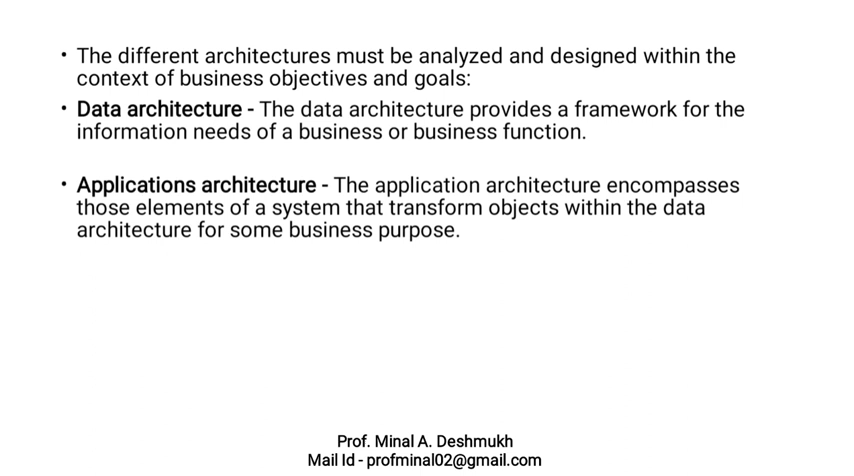 • The different architectures must be analyzed and designed within the
context of business objectives and goals:
• Data architecture - The data architecture provides a framework for the
information needs of a business or business function.
• Applications architecture - The application architecture encompasses
those elements of a system that transform objects within the data
architecture for some business purpose.
Prof. Minal A. Deshmukh
Mail Id - profminal02@gmail.com